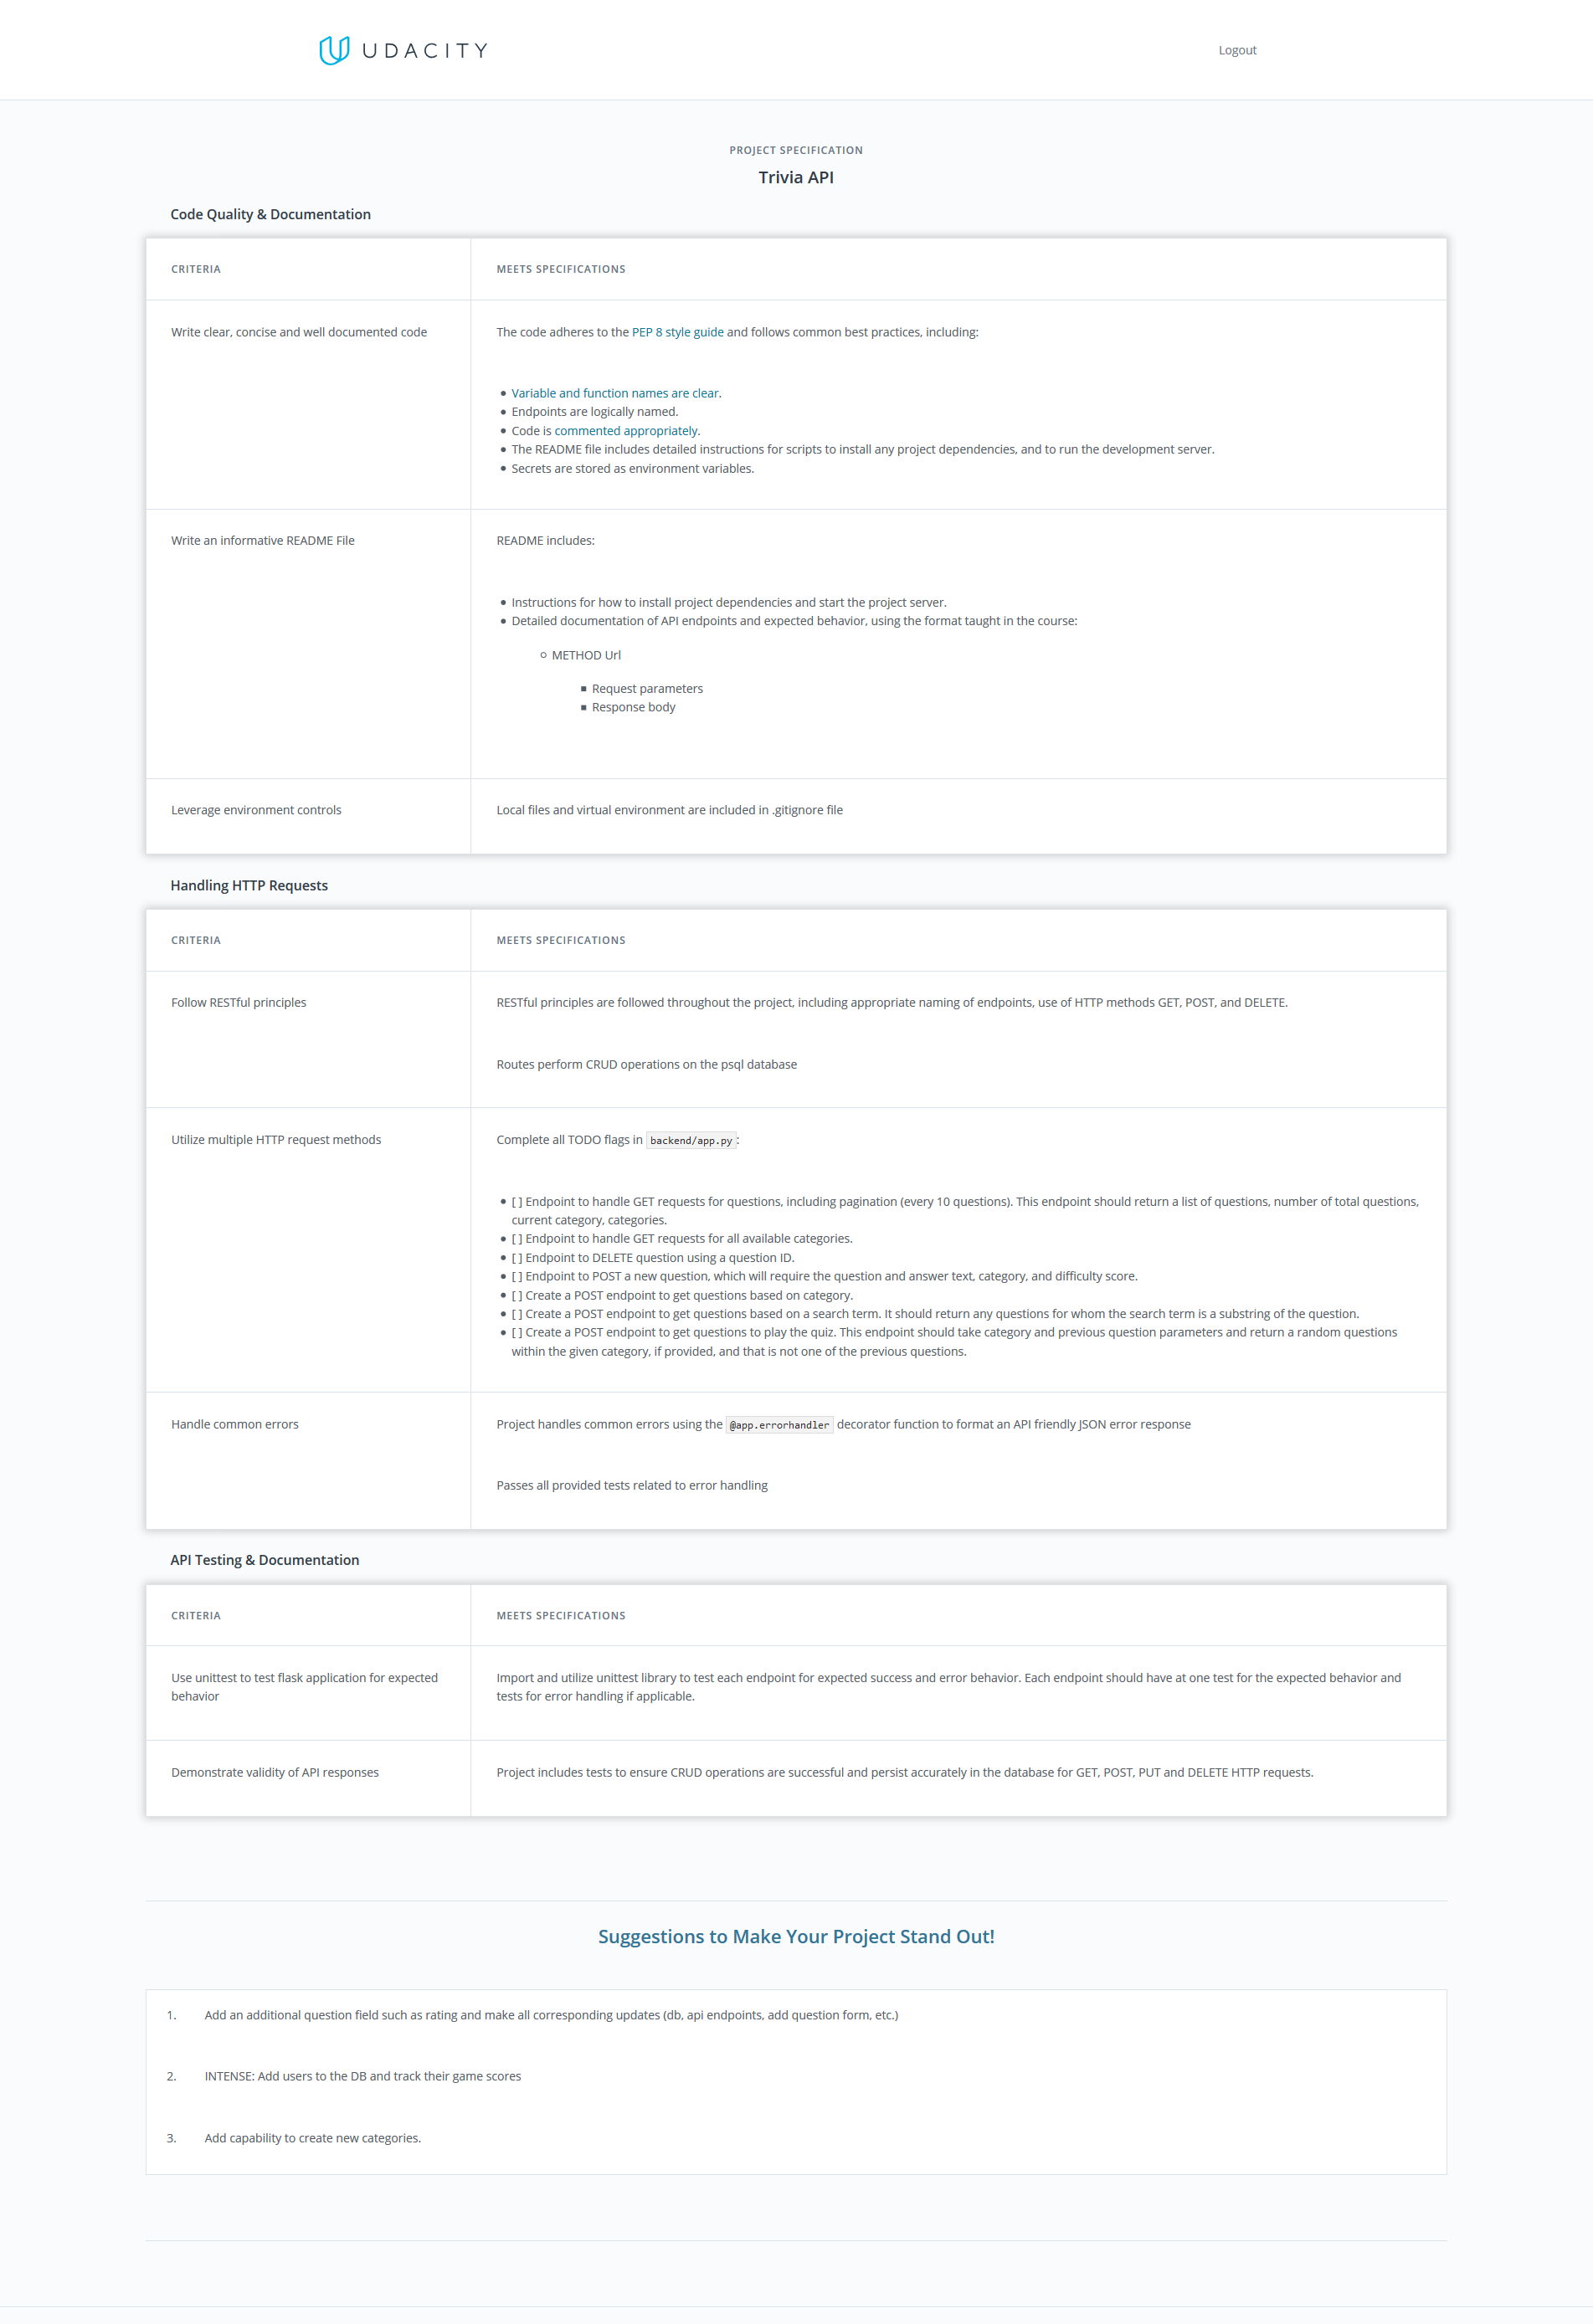 UDACITY
Logout
PROJECT SPECIFICATION
Trivia API
Code Quality & Documentation
CRITERIA
MEETS SPECIFICATIONS
Write clear, concise and well documented code
The code adheres to the PEP 8 style guide and follows common best practices, including:
Variable and function names are clear.
Endpoints are logically named.
Code is commented appropriately.
The README file includes detailed instructions for scripts to install any project dependencies, and to run the development server.
Secrets are stored as environment variables.
Write an informative README File
README includes:
Instructions for how to install project dependencies and start the project server.
Detailed documentation of API endpoints and expected behavior, using the format taught in the course:
METHOD Url
Request parameters
Response body
Leverage environment controls
Local files and virtual environment are included in .gitignore file
Handling HTTP Requests
CRITERIA
MEETS SPECIFICATIONS
Follow RESTful principles
RESTful principles are followed throughout the project, including appropriate naming of endpoints, use of HTTP methods GET, POST, and DELETE.
Routes perform CRUD operations on the psql database
Utilize multiple HTTP request methods
Complete all TODO flags in backend/app.py:
[ ] Endpoint to handle GET requests for questions, including pagination (every 10 questions). This endpoint should return a list of questions, number of total questions,
current category, categories.
[ ] Endpoint to handle GET requests for all available categories.
[ ] Endpoint to DELETE question using a question ID.
[ ] Endpoint to POST a new question, which will require the question and answer text, category, and difficulty score.
[ ] Create a POST endpoint to get questions based on category.
[ ] Create a POST endpoint to get questions based on a search term. It should return any questions for whom the search term is a substring of the question.
[ ] Create a POST endpoint to get questions to play the quiz. This endpoint should take category and previous question parameters and return a random questions
within the given category, if provided, and that is not one of the previous questions.
Handle common errors
Project handles common errors using the @app.errorhandler decorator function to format an API friendly JSON error response
Passes all provided tests related to error handling
API Testing & Documentation
CRITERIA
MEETS SPECIFICATIONS
Use unittest to test flask application for expected
behavior
Import and utilize unittest library to test each endpoint for expected success and error behavior. Each endpoint should have at one test for the expected behavior and
tests for error handling if applicable.
Demonstrate validity of API responses
Project includes tests to ensure CRUD operations are successful and persist accurately in the database for GET, POST, PUT and DELETE HTTP requests.
Suggestions to Make Your Project Stand Out!
1. Add an additional question field such as rating and make all corresponding updates (db, api endpoints, add question form, etc.)
2. INTENSE: Add users to the DB and track their game scores
3. Add capability to create new categories.